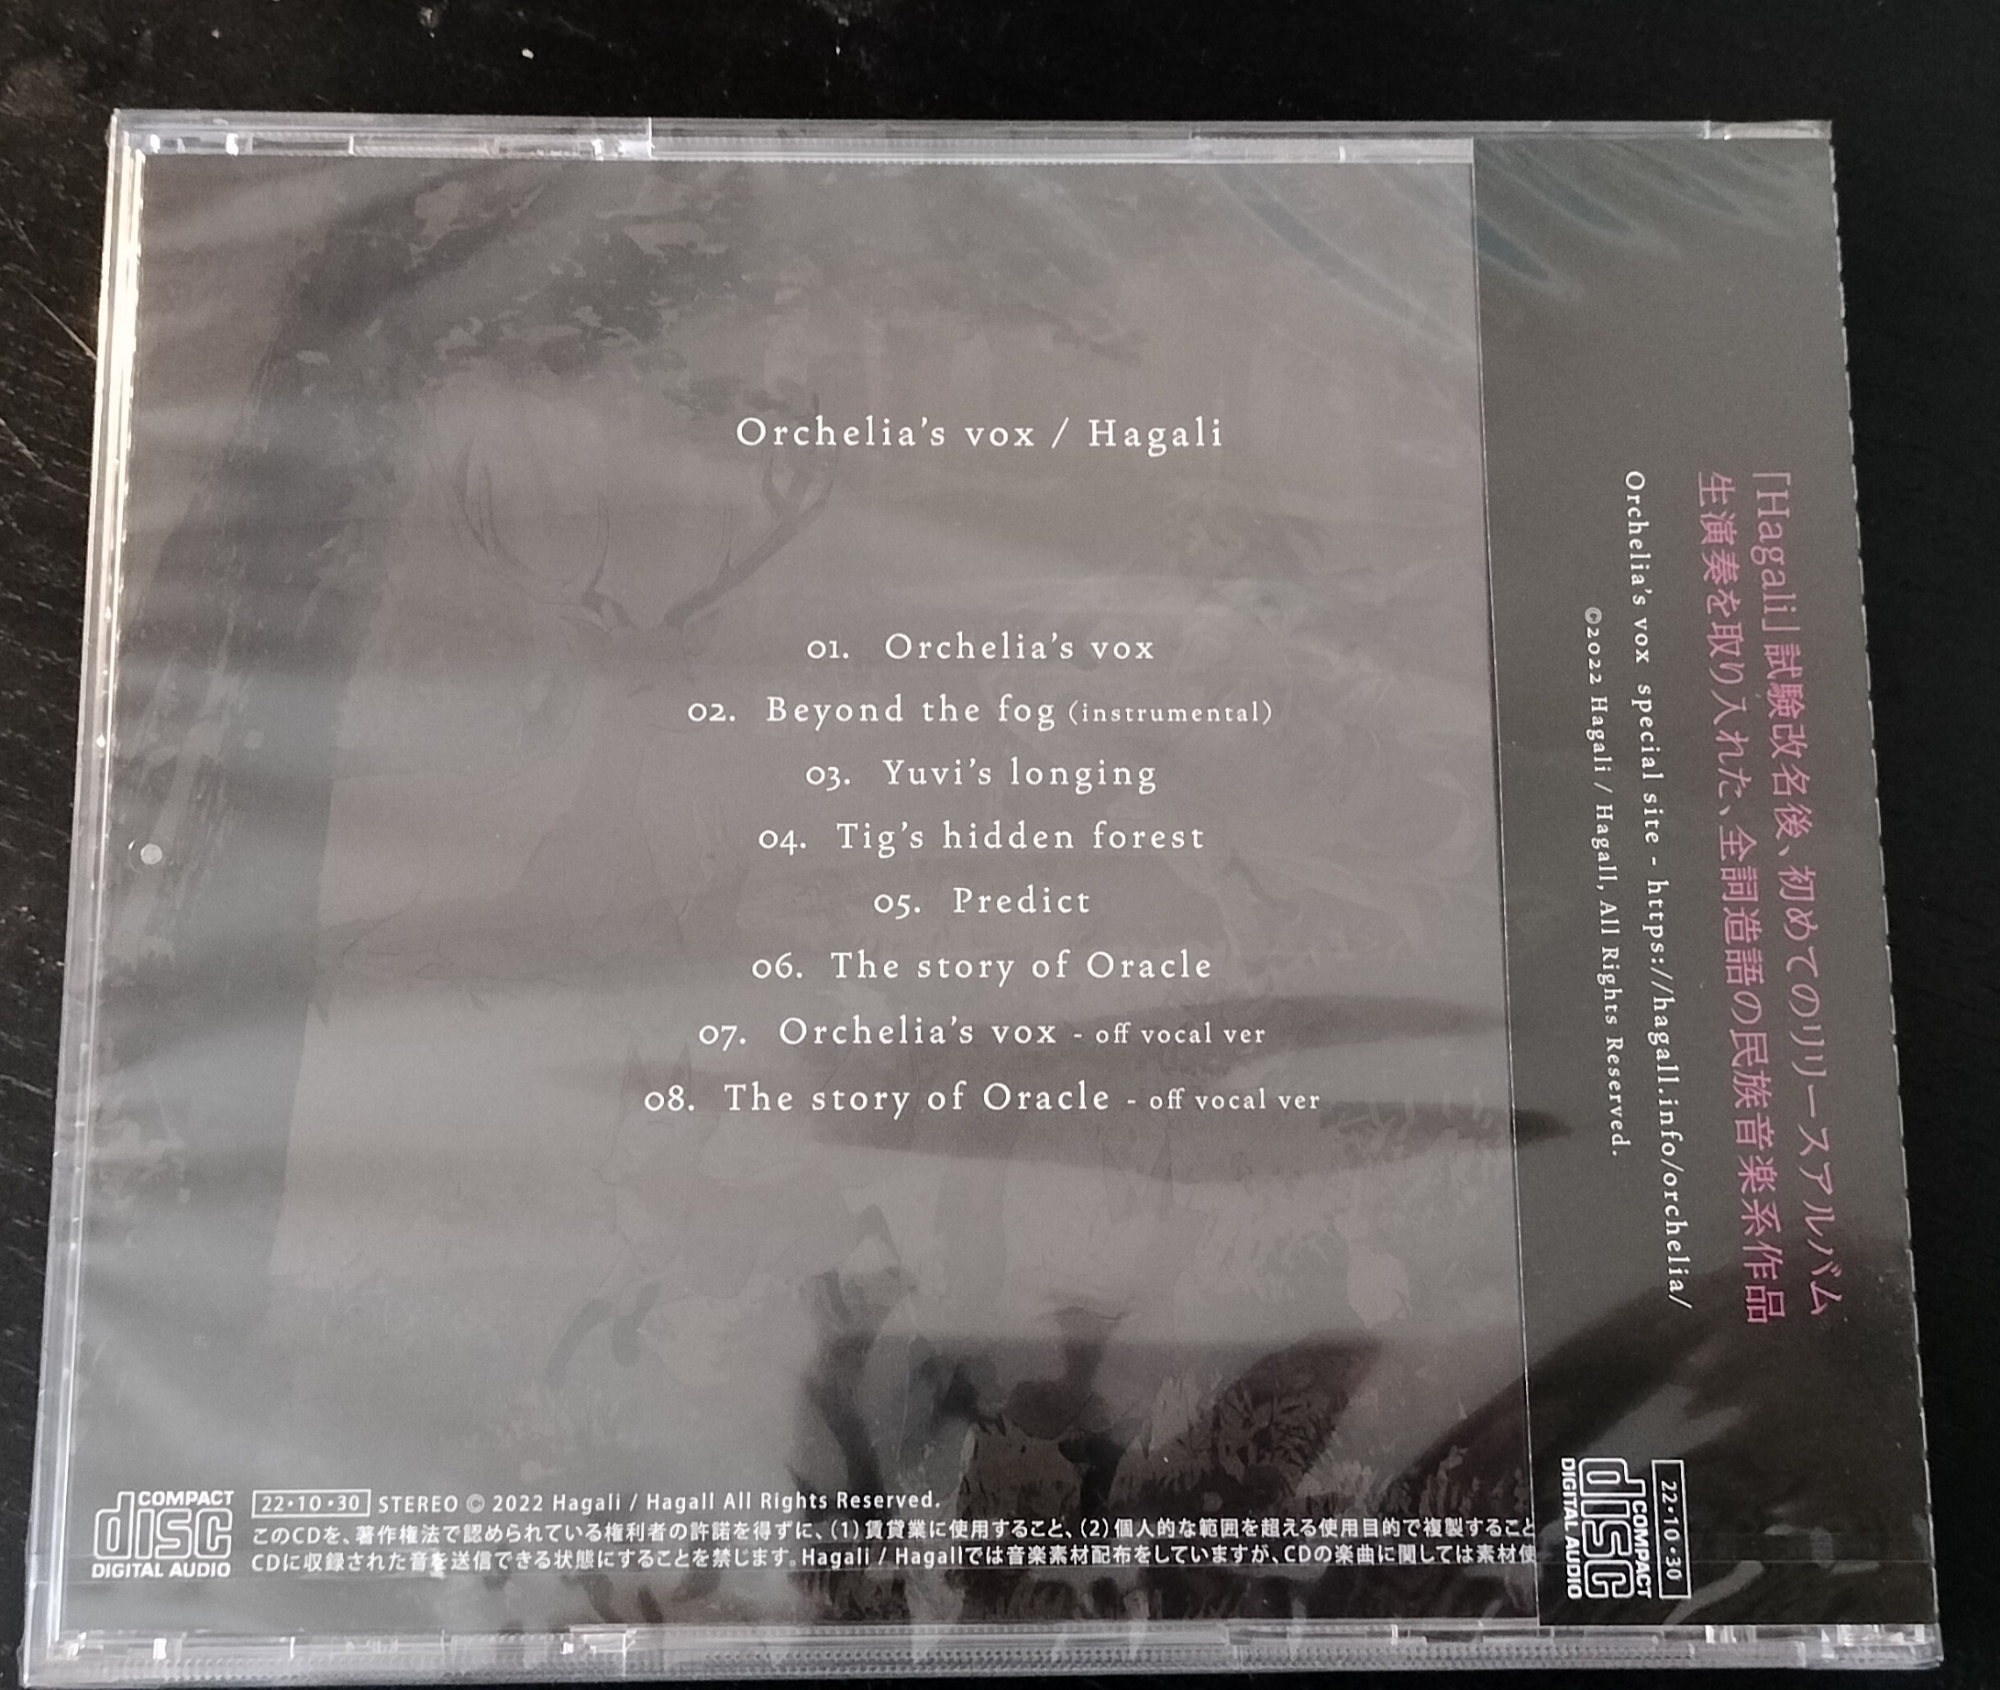 Orchelia's vox / Hagali
01. Orchelia's vox
02. Beyond the fog (instrumental)
03. Yuvi's longing
04. Tig's hidden forest
05. Predict
06. The story of Oracle
07. Orchelia's vox - off vocal ver
08. The story of Oracle - off vocal ver
COMPACT
disc
DIGITAL AUDIO
22・10・30 STEREO © 2022 Hagali / Hagall All Rights Reserved.
このCDを、著作権法で認められている権利者の許諾を得ずに、(1)賃貸業に使用すること、(2)個人的な範囲を超える使用目的で複製すること
CDに収録された音を送信できる状態にすることを禁じます。Hagali / Hagallでは音楽素材配布をしていますが、CDの楽曲に関しては素材使
「Hagali」試験改名後、初めてのリリースアルバム
生演奏を取り入れた、全詞造語の民族音楽系作品
Orchelia's vox special site - https://hagall.info/orchelia/
©2022 Hagali / Hagall, All Rights Reserved.
22・10・30
COMPACT
disc
DIGITAL AUDIO